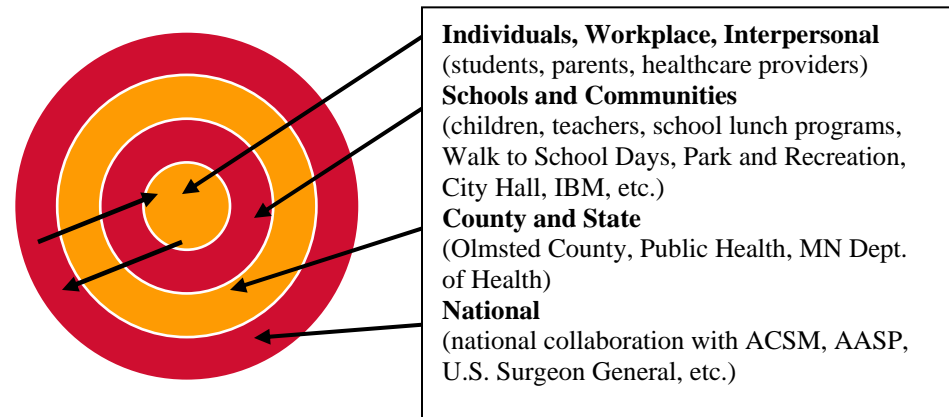 Individuals, Workplace, Interpersonal
(students, parents, healthcare providers)
Schools and Communities
(children, teachers, school lunch programs,
Walk to School Days, Park and Recreation,
City Hall, IBM, etc.)
County and State
(Olmsted County, Public Health, MN Dept.
of Health)
National
(national collaboration with ACSM, AASP,
U.S. Surgeon General, etc.)